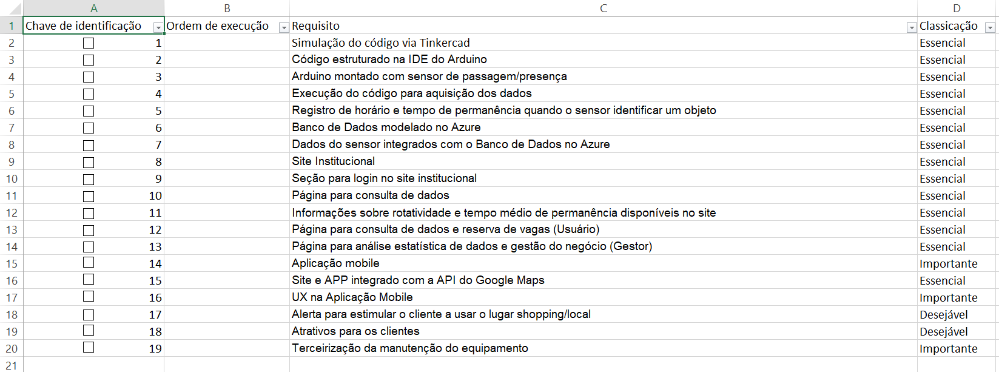 A B C D
1 Chave de identificação Ordem de execução Requisito Classicação
2 1 Simulação do código via Tinkercad Essencial
3 2 Código estruturado na IDE do Arduino Essencial
4 3 Arduino montado com sensor de passagem/presença Essencial
5 4 Execução do código para aquisição dos dados Essencial
6 5 Registro de horário e tempo de permanência quando o sensor identificar um objeto Essencial
7 6 Banco de Dados modelado no Azure Essencial
8 7 Dados do sensor integrados com o Banco de Dados no Azure Essencial
9 8 Site Institucional Essencial
10 9 Seção para login no site institucional Essencial
11 10 Página para consulta de dados Essencial
12 11 Informações sobre rotatividade e tempo médio de permanência disponíveis no site Essencial
13 12 Página para consulta de dados e reserva de vagas (Usuário) Essencial
14 13 Página para análise estatística de dados e gestão do negócio (Gestor) Essencial
15 14 Aplicação mobile Importante
16 15 Site e APP integrado com a API do Google Maps Essencial
17 16 UX na Aplicação Mobile Importante
18 17 Alerta para estimular o cliente a usar o lugar shopping/local Desejável
19 18 Atrativos para os clientes Desejável
20 19 Terceirização da manutenção do equipamento Importante
21